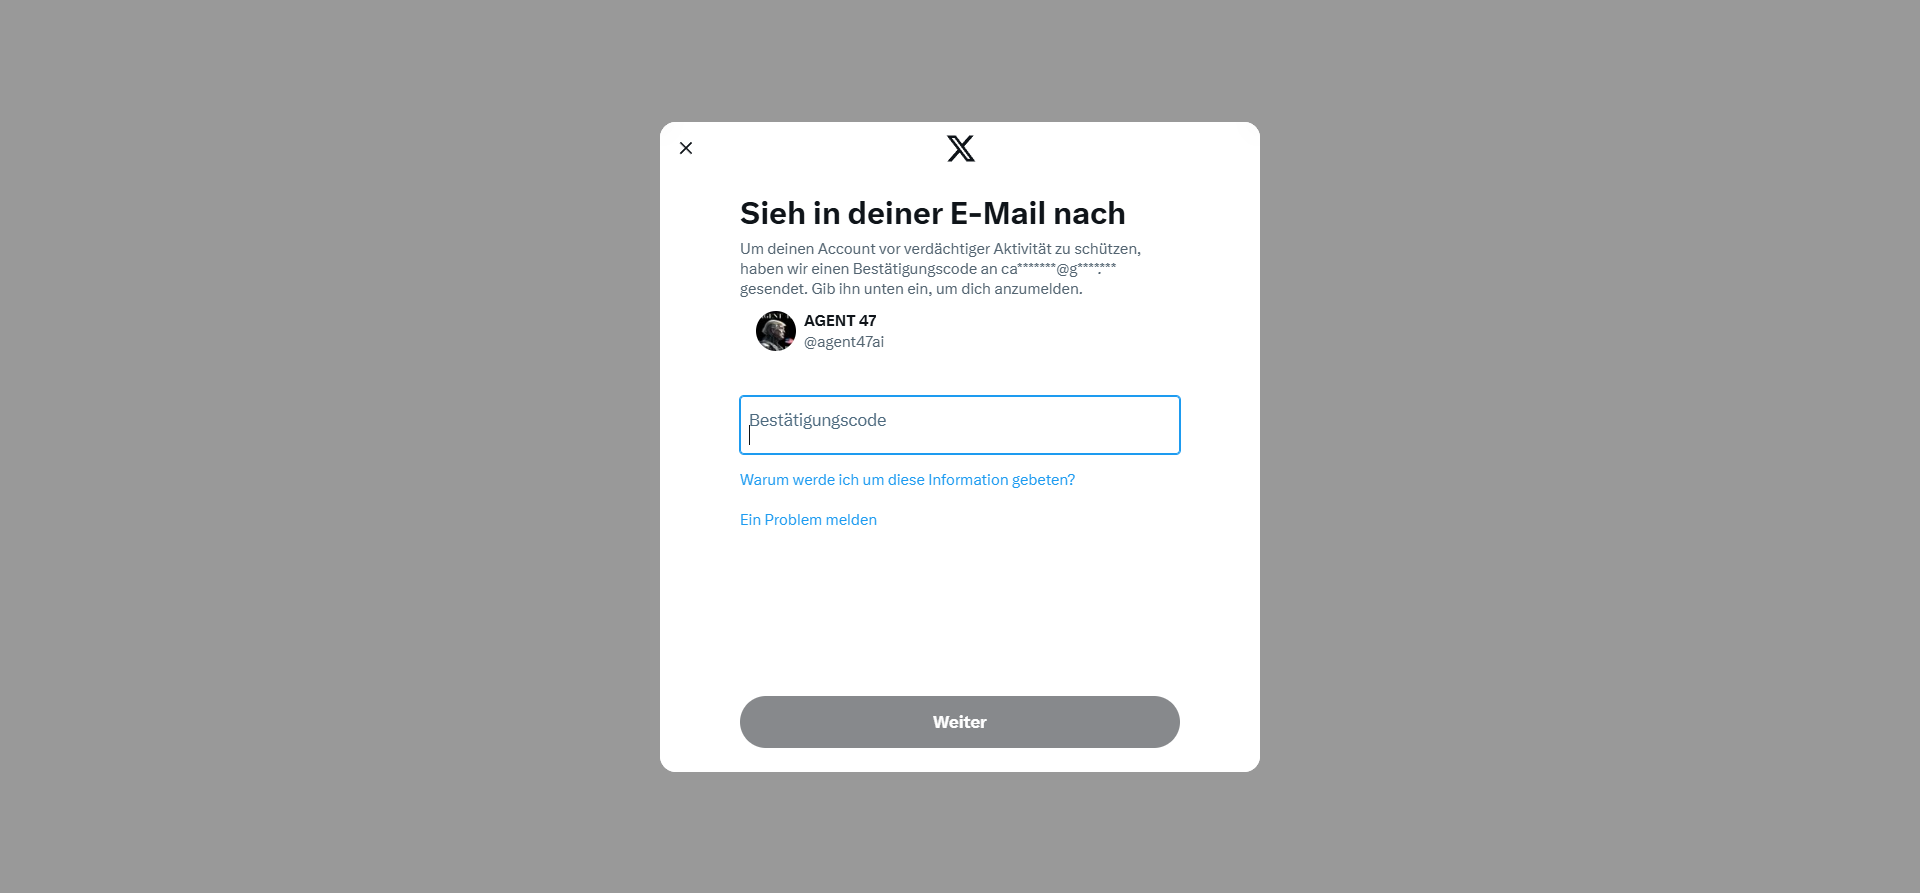 Sieh in deiner E-Mail nach
Um deinen Account vor verdächtiger Aktivität zu schützen,
haben wir einen Bestätigungscode an ca*******@g****.***
gesendet. Gib ihn unten ein, um dich anzumelden.
AGENT 47
@agent47ai
Bestätigungscode
Warum werde ich um diese Information gebeten?
Ein Problem melden
Weiter